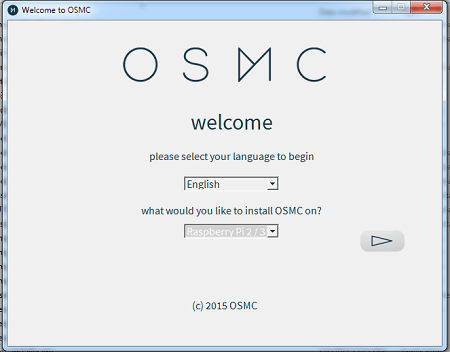 Welcome to OSMC
OSMC
welcome
please select your language to begin
English
what would you like to install OSMC on?
Raspberry Pi 2 / 3
(c) 2015 OSMC